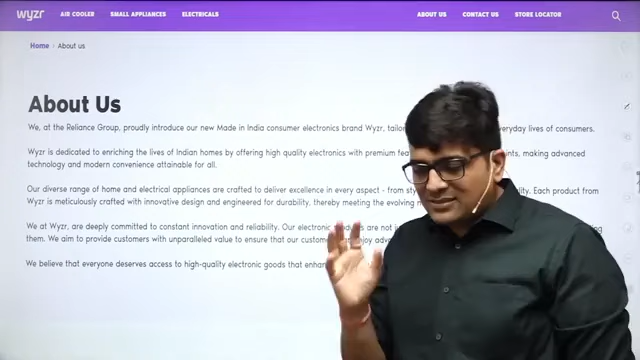 wyzr AIR COOLER SMALL APPLIANCES ELECTRICALS ABOUT US CONTACT US STORE LOCATOR
Home › About us
About Us
We, at the Reliance Group, proudly introduce our new Made in India consumer electronics brand Wyzr, tailor everyday lives of consumers.
Wyzr is dedicated to enriching the lives of Indian homes by offering high quality electronics with premium making advanced
technology and modern convenience attainable for all.
Our diverse range of home and electrical appliances are crafted to deliver excellence in every aspect - from Each product from
Wyzr is meticulously crafted with innovative design and engineered for durability, thereby meeting the evolving
We at Wyzr, are deeply committed to constant innovation and reliability. Our electronic are not
them. We aim to provide customers with unparalleled value to ensure that our
We believe that everyone deserves access to high-quality electronic goods that